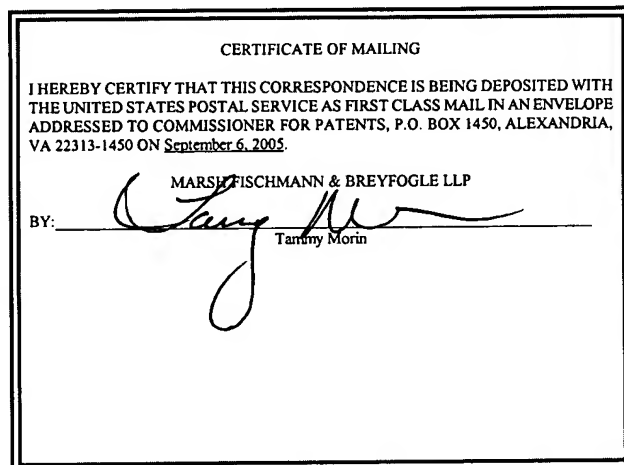 CERTIFICATE OF MAILING
I HEREBY CERTIFY THAT THIS CORRESPONDENCE IS BEING DEPOSITED WITH
THE UNITED STATES POSTAL SERVICE AS FIRST CLASS MAIL IN AN ENVELOPE
ADDRESSED TO COMMISSIONER FOR PATENTS, P.O. BOX 1450, ALEXANDRIA,
VA 22313-1450 ON September 6, 2005.
MARSH FISCHMANN & BREYFOGLE LLP
BY:
Tammy Morin